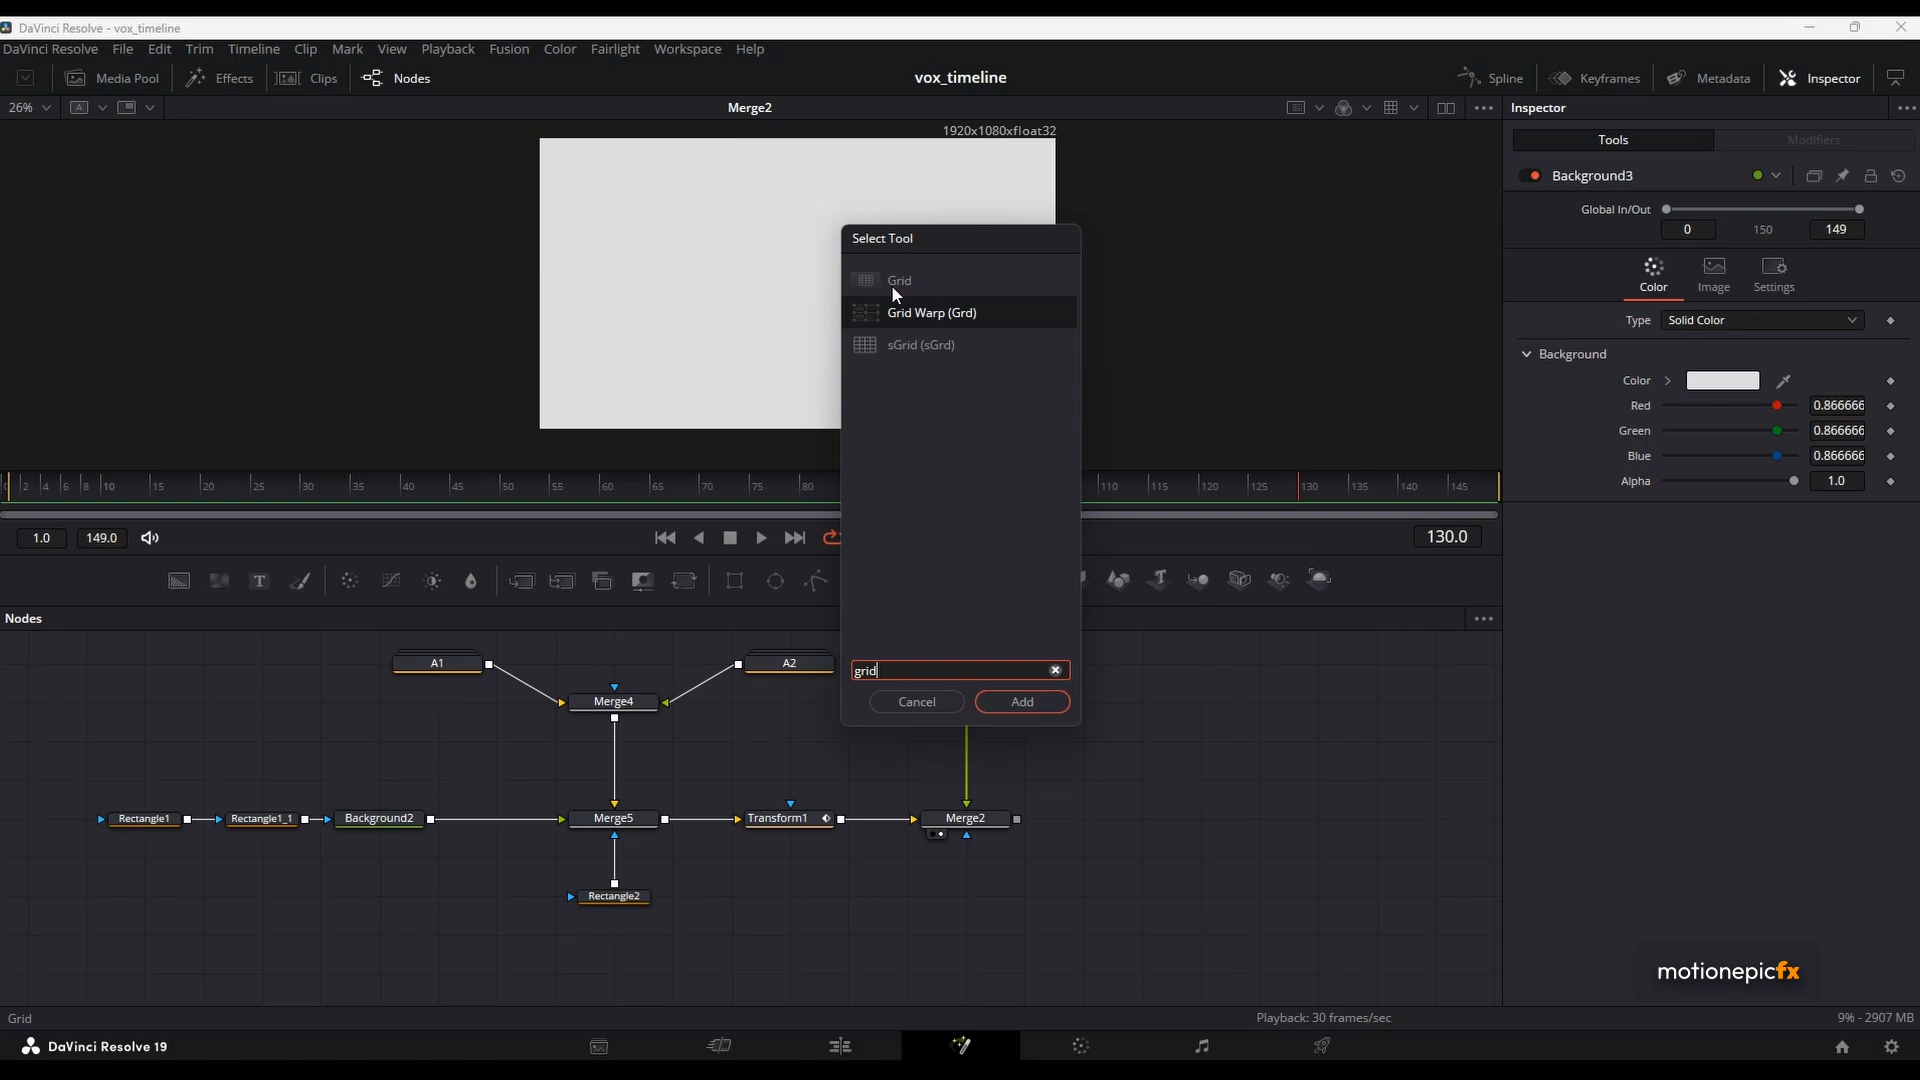 DaVinci Resolve - vox_timeline
DaVinci Resolve File Edit Trim Timeline Clip Mark View Playback Fusion Color Fairlight Workspace Help
Media Pool Effects Clips Nodes vox_timeline Spline Keyframes Metadata Inspector
26% A Merge2 Inspector
1920x1080xfloat32
Tools Modifiers
Background3
Global In/Out
0 150 149
Color Image Settings
Type Solid Color
Background
Color
Red 0.866666
Green 0.866666
Blue 0.866666
Alpha 1.0
Select Tool
Grid
Grid Warp (Grd)
sGrid (sGrd)
grid
Cancel Add
2 4 6 8 10 15 20 25 30 35 40 45 50 55 60 65 70 75 80 110 115 120 125 130 135 140 145
1.0 149.0 130.0
T T
Nodes
A1 A2
Merge4
Rectangle1 Rectangle1_1 Background2 Merge5 Transform1 Merge2
Rectangle2
motionepicfx
Grid Playback: 30 frames/sec 9% - 2907 MB
DaVinci Resolve 19